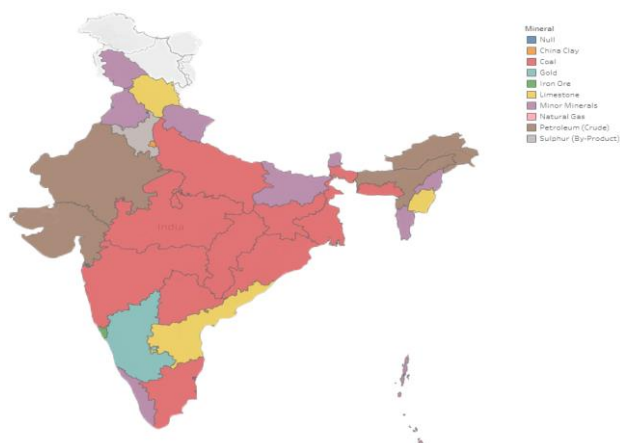 Mineral
Null
China Clay
Coal
Gold
Iron Ore
Limestone
Minor Minerals
Natural Gas
Petroleum (Crude)
Sulphur (By-Product)
India